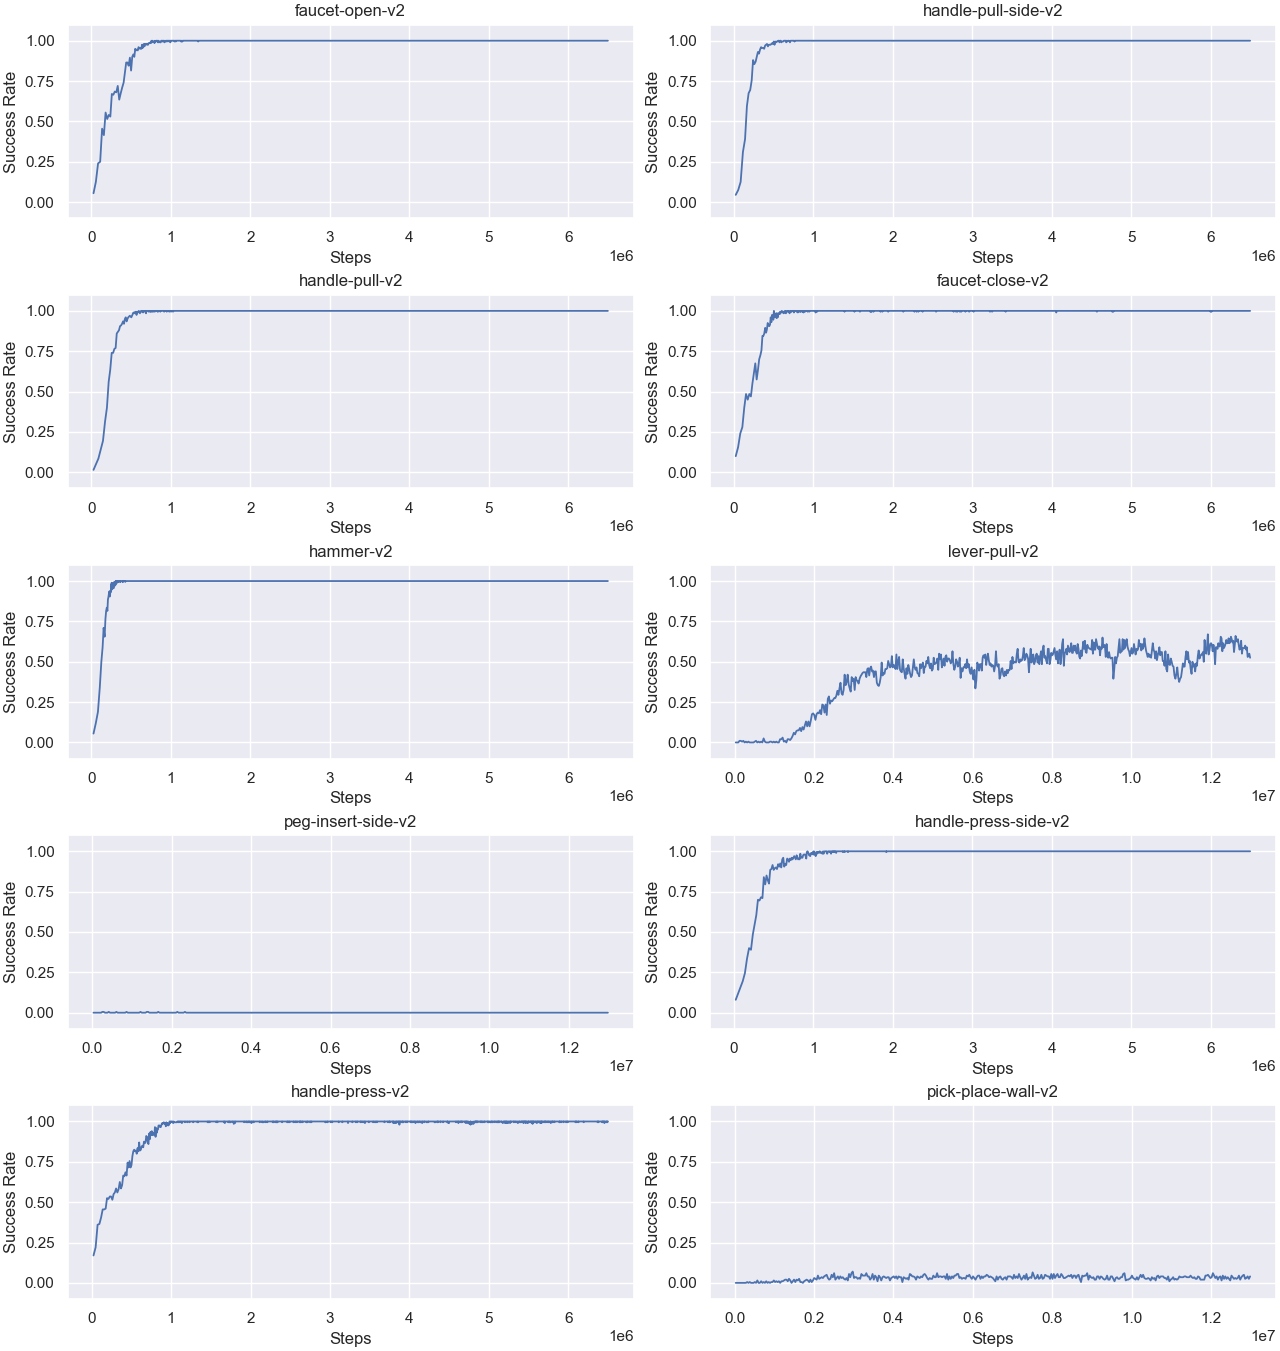 faucet-open-v2
1.00
0.75
0.50
0.25
0.00
Success Rate
0 1 2 3 4 5 6
Steps
1e6
handle-pull-side-v2
1.00
0.75
0.50
0.25
0.00
Success Rate
0 1 2 3 4 5 6
Steps
1e6
handle-pull-v2
1.00
0.75
0.50
0.25
0.00
Success Rate
0 1 2 3 4 5 6
Steps
1e6
faucet-close-v2
1.00
0.75
0.50
0.25
0.00
Success Rate
0 1 2 3 4 5 6
Steps
1e6
hammer-v2
1.00
0.75
0.50
0.25
0.00
Success Rate
0 1 2 3 4 5 6
Steps
1e6
lever-pull-v2
1.00
0.75
0.50
0.25
0.00
Success Rate
0.0 0.2 0.4 0.6 0.8 1.0 1.2
Steps
1e7
peg-insert-side-v2
1.00
0.75
0.50
0.25
0.00
Success Rate
0.0 0.2 0.4 0.6 0.8 1.0 1.2
Steps
1e7
handle-press-side-v2
1.00
0.75
0.50
0.25
0.00
Success Rate
0 1 2 3 4 5 6
Steps
1e6
handle-press-v2
1.00
0.75
0.50
0.25
0.00
Success Rate
0 1 2 3 4 5 6
Steps
1e6
pick-place-wall-v2
1.00
0.75
0.50
0.25
0.00
Success Rate
0.0 0.2 0.4 0.6 0.8 1.0 1.2
Steps
1e7